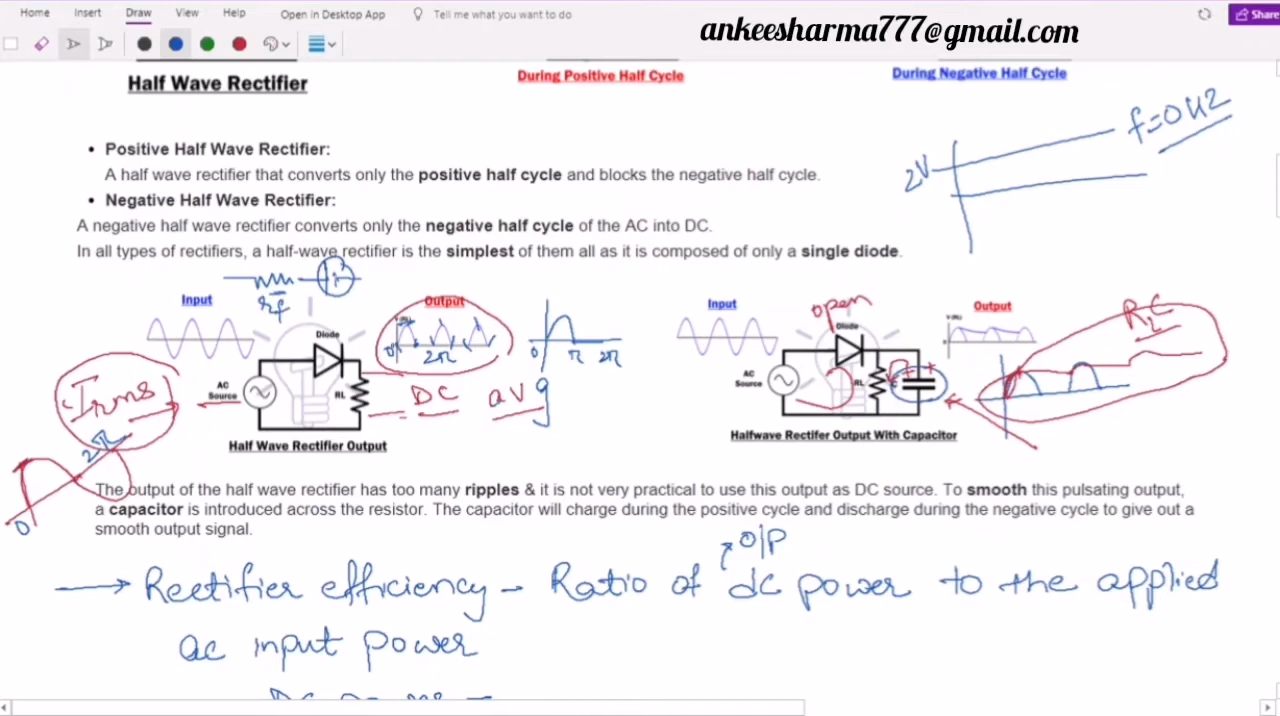 Home Insert Draw View Help Open in Desktop App Tell me what you want to do Share
ankeesharma777@gmail.com
Half Wave Rectifier
During Positive Half Cycle
During Negative Half Cycle
f=0Hz
2V
• Positive Half Wave Rectifier:
A half wave rectifier that converts only the positive half cycle and blocks the negative half cycle.
• Negative Half Wave Rectifier:
A negative half wave rectifier converts only the negative half cycle of the AC into DC.
In all types of rectifiers, a half-wave rectifier is the simplest of them all as it is composed of only a single diode.
rf
Input
Output
Diode
0 2π
0 π 2π
AC
Source
RL
Irms
DC avg
2π
0
Half Wave Rectifier Output
Input
open
Output
Diode
RLC
AC
Source
RL
Halfwave Rectifer Output With Capacitor
The output of the half wave rectifier has too many ripples & it is not very practical to use this output as DC source. To smooth this pulsating output,
a capacitor is introduced across the resistor. The capacitor will charge during the positive cycle and discharge during the negative cycle to give out a
smooth output signal.
O/P
→ Rectifier efficiency - Ratio of dc power to the applied
ac input power